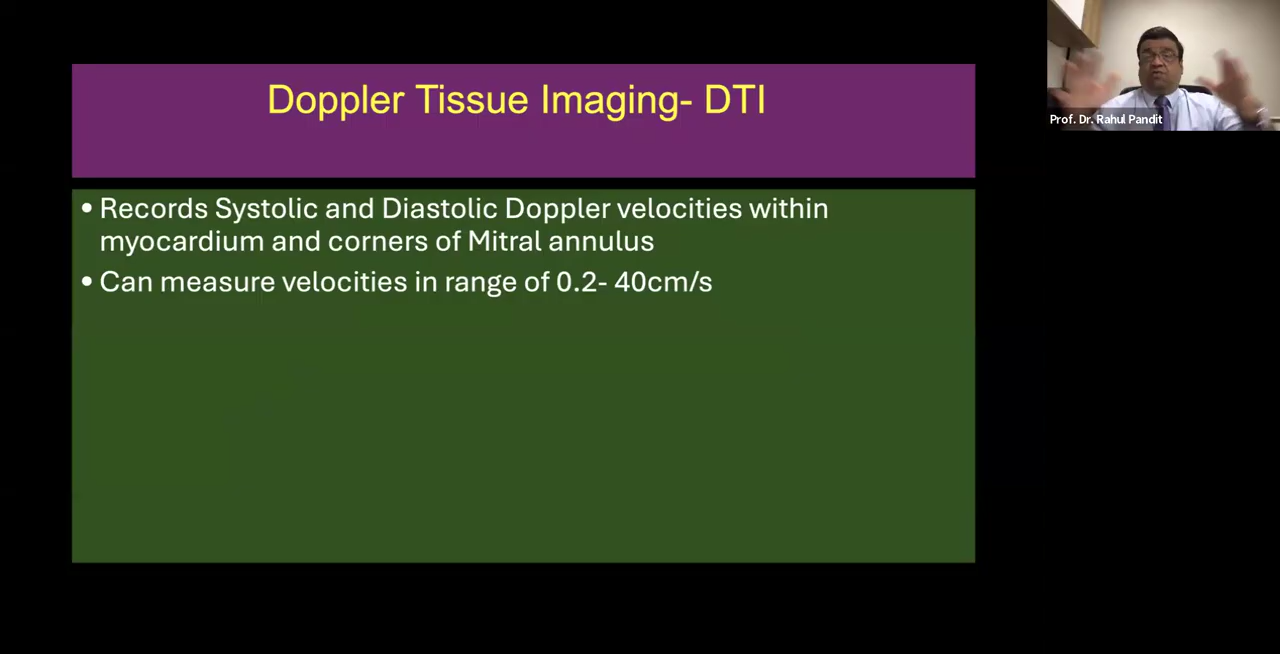 Doppler Tissue Imaging- DTI
Prof. Dr. Rahul Pandit
• Records Systolic and Diastolic Doppler velocities within
myocardium and corners of Mitral annulus
• Can measure velocities in range of 0.2- 40cm/s